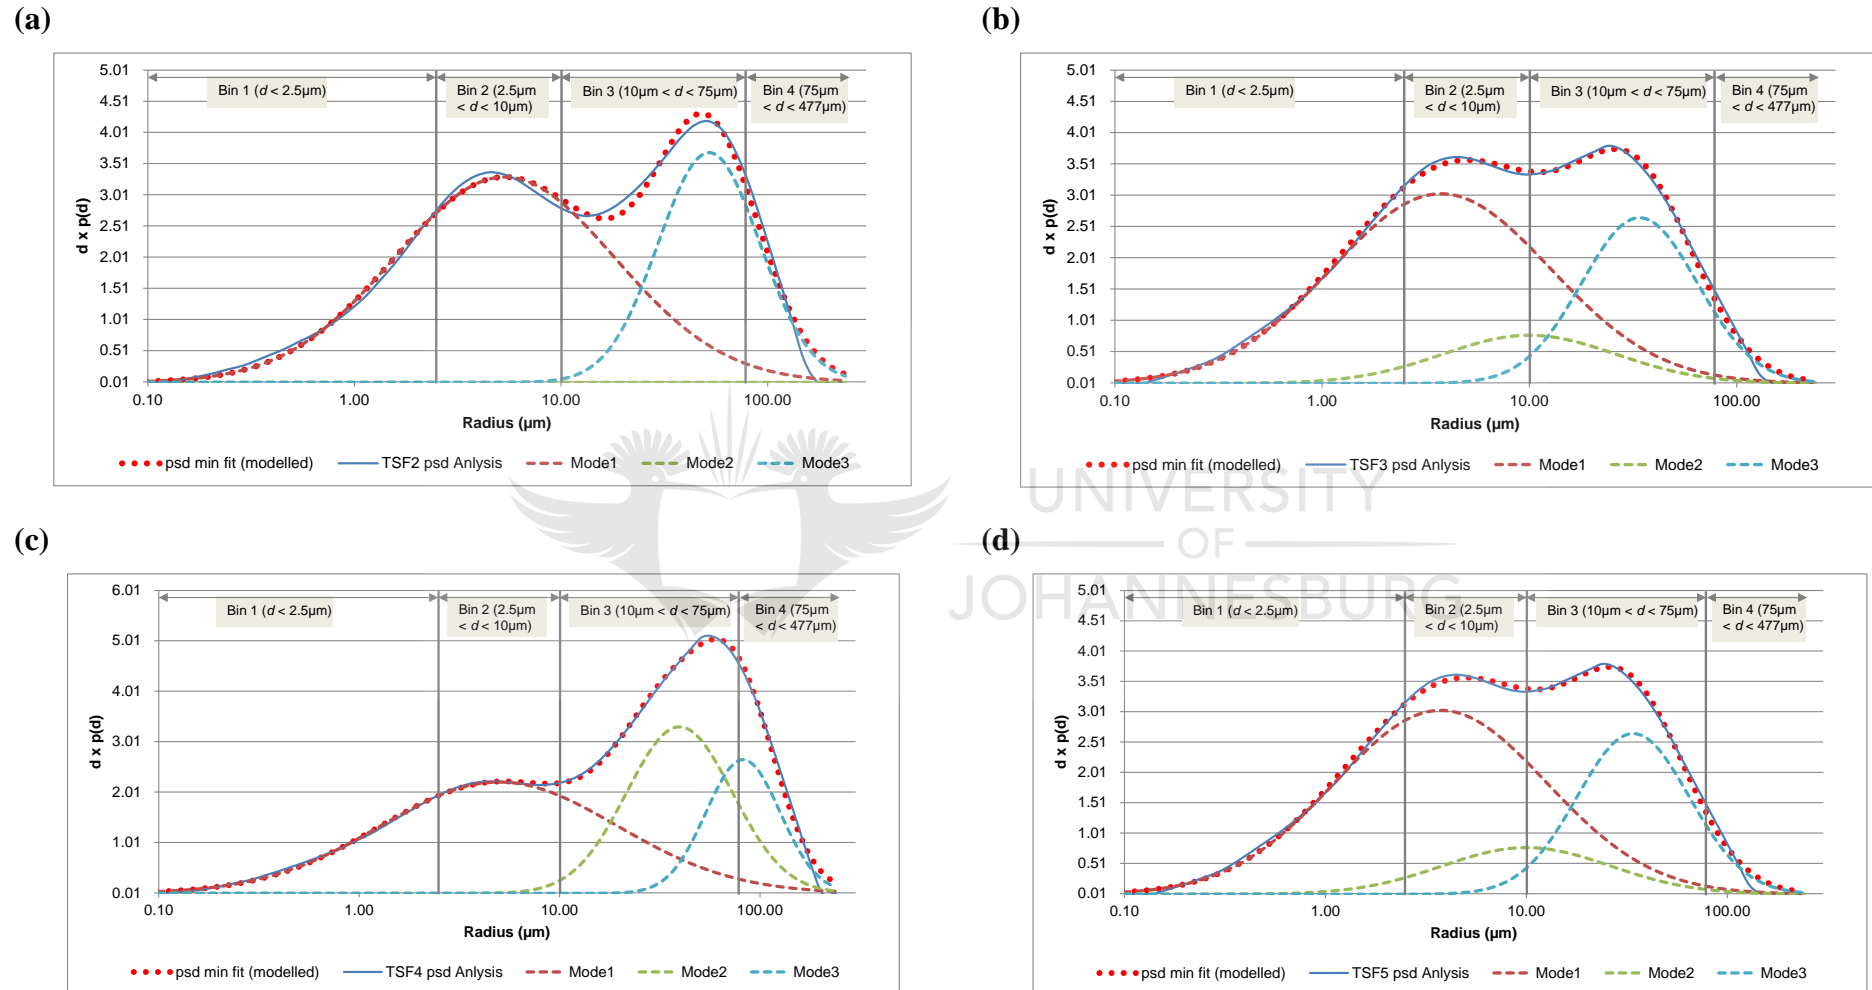 (a)
5.01
4.51
4.01
3.51
3.01
2.51
2.01
1.51
1.01
0.51
0.01
d x p(d)
Bin 1 (d < 2.5µm)
Bin 2 (2.5µm
< d < 10µm)
Bin 3 (10µm < d < 75µm)
Bin 4 (75µm
< d < 477µm)
0.10 1.00 10.00 100.00
Radius (µm)
psd min fit (modelled) TSF2 psd Anlysis Mode1 Mode2 Mode3
(b)
5.01
4.51
4.01
3.51
3.01
2.51
2.01
1.51
1.01
0.51
0.01
d x p(d)
Bin 1 (d < 2.5µm)
Bin 2 (2.5µm
< d < 10µm)
Bin 3 (10µm < d < 75µm)
Bin 4 (75µm
< d < 477µm)
0.10 1.00 10.00 100.00
Radius (µm)
psd min fit (modelled) TSF3 psd Anlysis Mode1 Mode2 Mode3
UNIVERSITY
OF
JOHANNESBURG
(c)
6.01
5.01
4.01
3.01
2.01
1.01
0.01
d x p(d)
Bin 1 (d < 2.5µm)
Bin 2 (2.5µm
< d < 10µm)
Bin 3 (10µm < d < 75µm)
Bin 4 (75µm
< d < 477µm)
0.10 1.00 10.00 100.00
Radius (µm)
psd min fit (modelled) TSF4 psd Anlysis Mode1 Mode2 Mode3
(d)
5.01
4.51
4.01
3.51
3.01
2.51
2.01
1.51
1.01
0.51
0.01
d x p(d)
Bin 1 (d < 2.5µm)
Bin 2 (2.5µm
< d < 10µm)
Bin 3 (10µm < d < 75µm)
Bin 4 (75µm
< d < 477µm)
0.10 1.00 10.00 100.00
Radius (µm)
psd min fit (modelled) TSF5 psd Anlysis Mode1 Mode2 Mode3